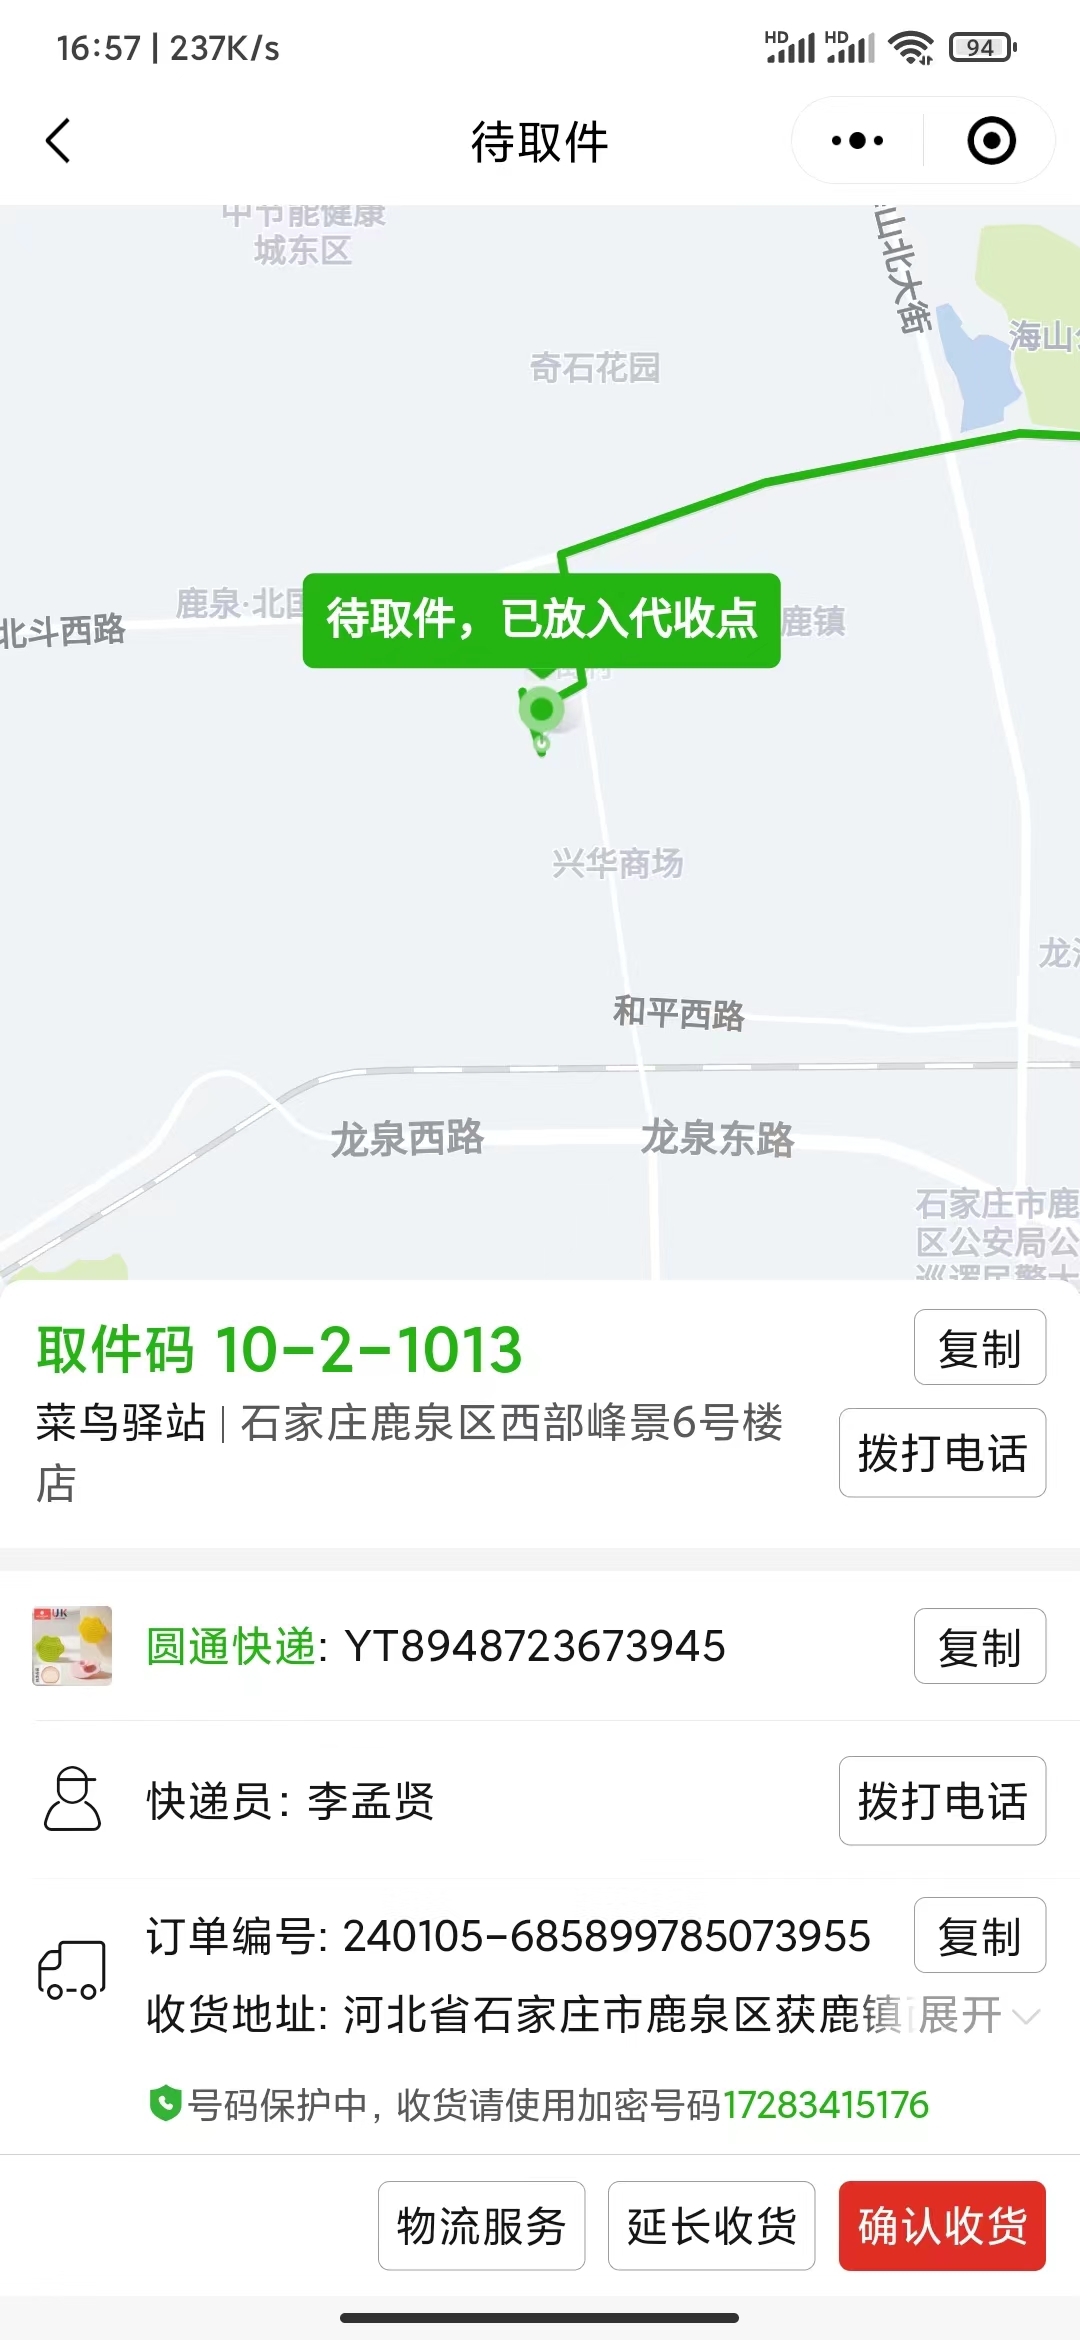 16:57 | 237K/s
HD HD 94
待取件
中节能健康
城东区
山北大街
海山
奇石花园
鹿泉·北国
北斗西路
待取件，已放入代收点
鹿镇
兴华商场
龙
和平西路
龙泉西路
龙泉东路
石家庄市鹿
区公安局公
巡逻民警大
取件码 10-2-1013
复制
菜鸟驿站 | 石家庄鹿泉区西部峰景6号楼
店
拨打电话
圆通快递: YT8948723673945
复制
快递员: 李孟贤
拨打电话
订单编号: 240105-685899785073955
复制
收货地址: 河北省石家庄市鹿泉区获鹿镇
展开
号码保护中，收货请使用加密号码17283415176
物流服务
延长收货
确认收货